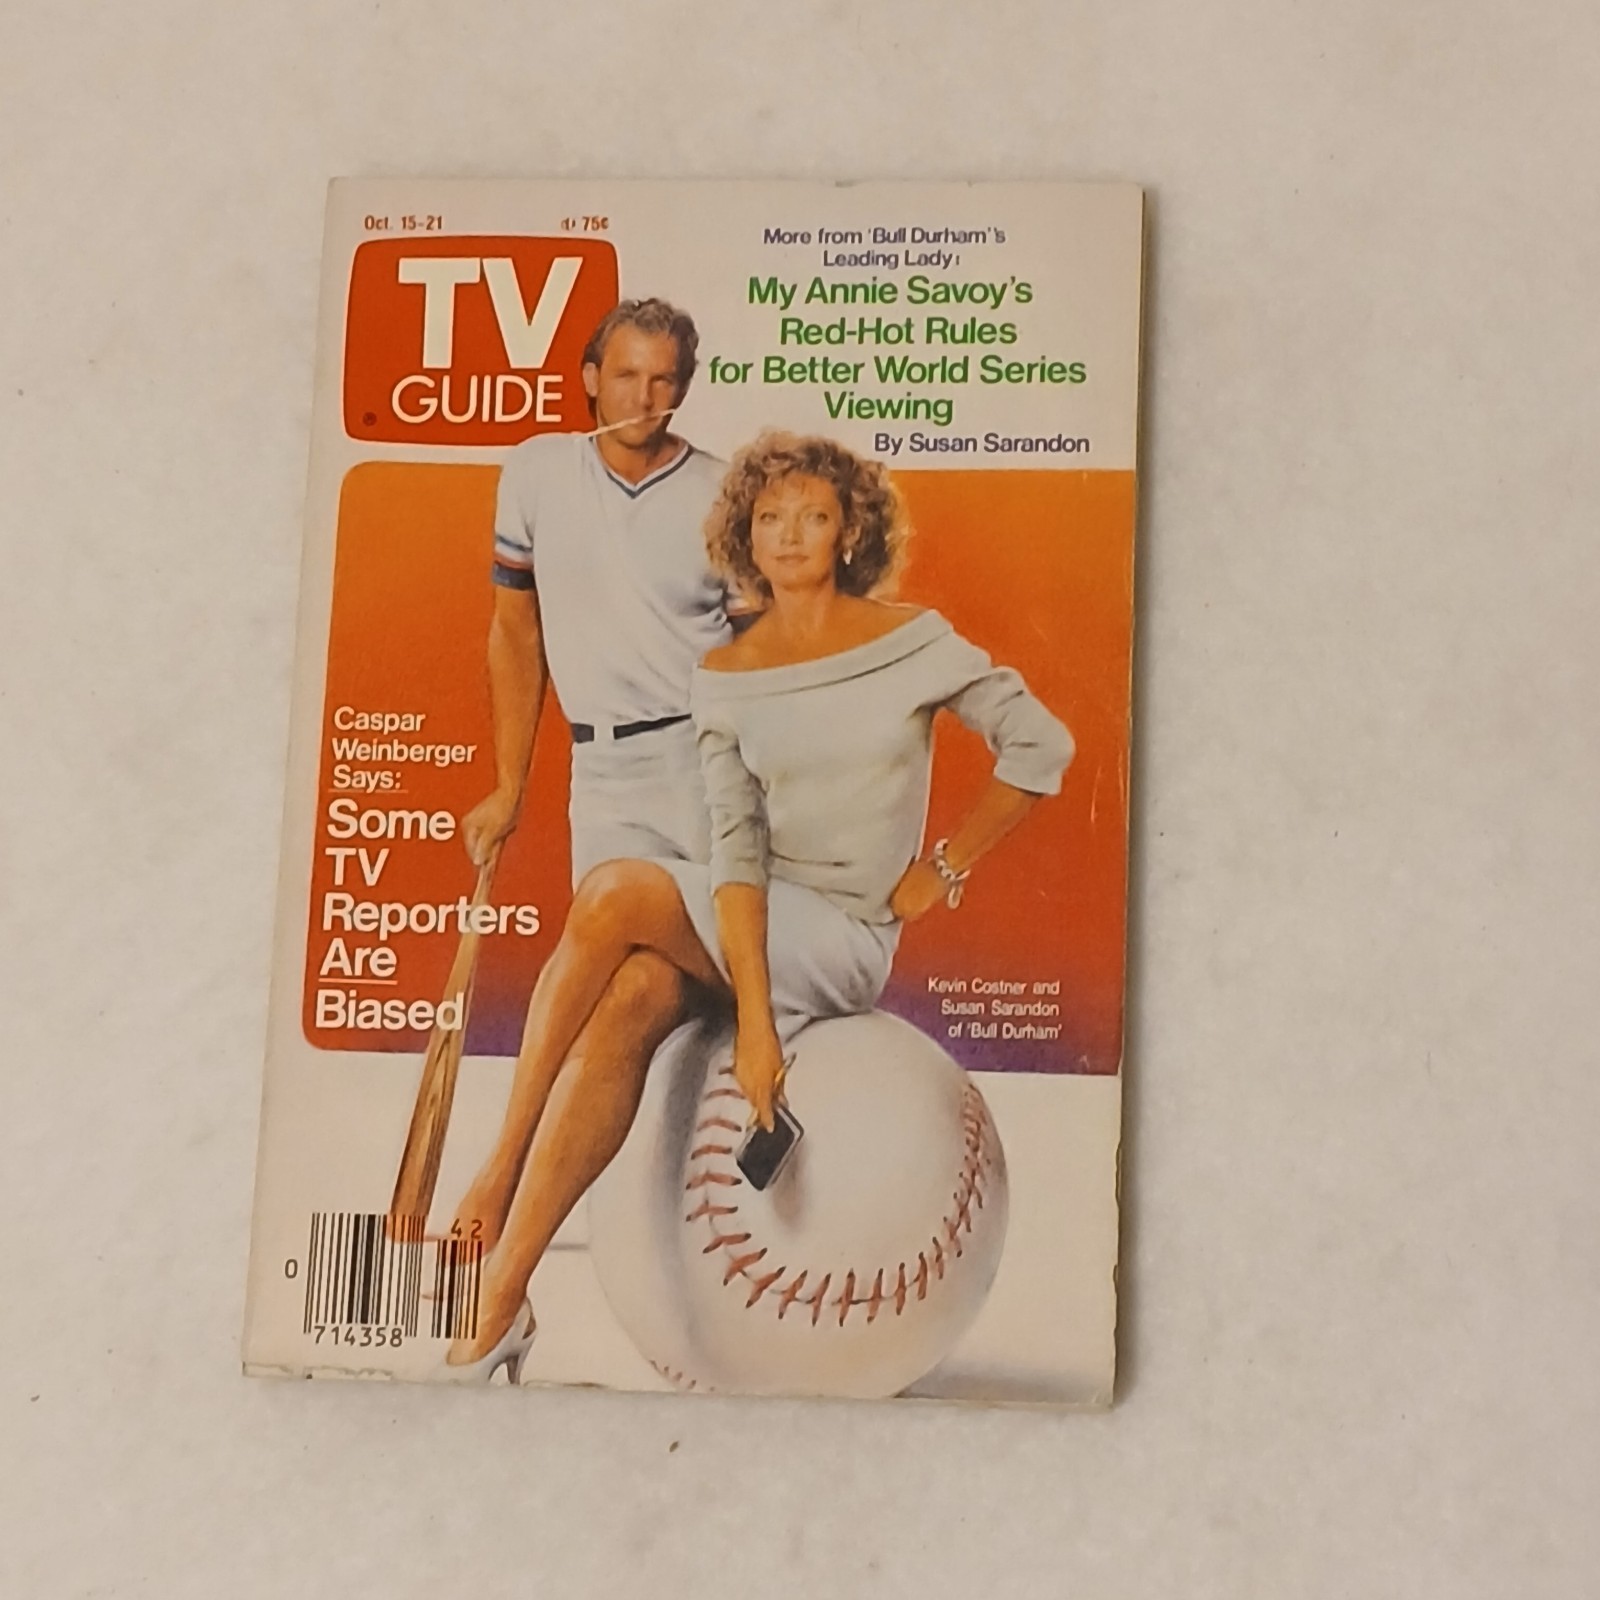 Oct. 15-21
75¢
TV
GUIDE
®
More from 'Bull Durham''s
Leading Lady:
My Annie Savoy's
Red-Hot Rules
for Better World Series
Viewing
By Susan Sarandon
Caspar
Weinberger
Says:
Some
TV
Reporters
Are
Biased
Kevin Costner and
Susan Sarandon
of 'Bull Durham'
42
0
714358